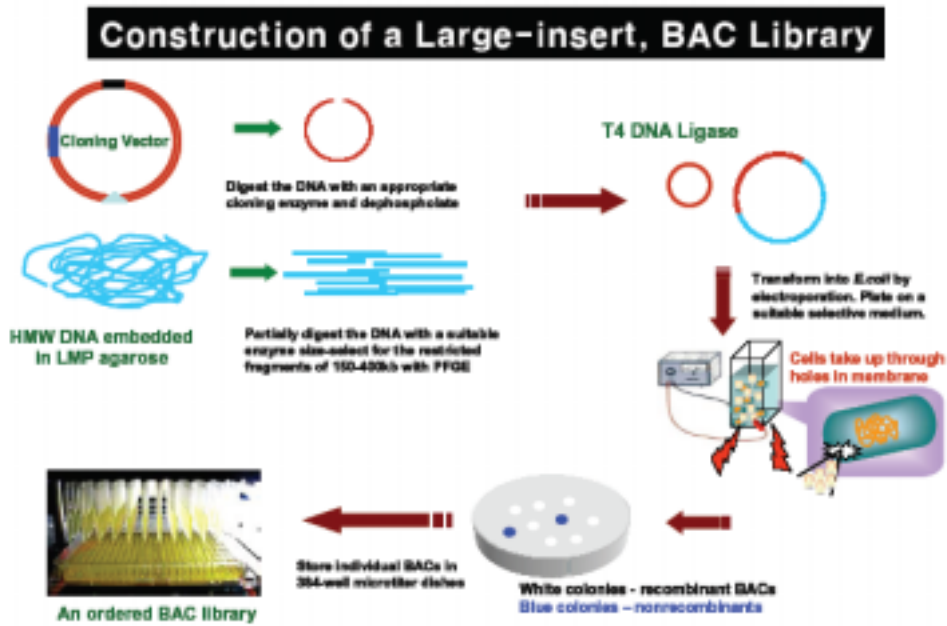 Construction of a Large-insert, BAC Library
Cloning Vector
Digest the DNA with an appropriate
cloning enzyme and dephospholate
T4 DNA Ligase
HMW DNA embedded
in LMP agarose
Partially digest the DNA with a suitable
enzyme size-select for the restricted
fragments of 150-400kb with PFGE
Transform into E.coli by
electroporation. Plate on a
suitable selective medium.
Cells take up through
holes in membrane
White colonies - recombinant BACs
Blue colonies – nonrecombinants
Store individual BACs in
384-well microtiter dishes
An ordered BAC library